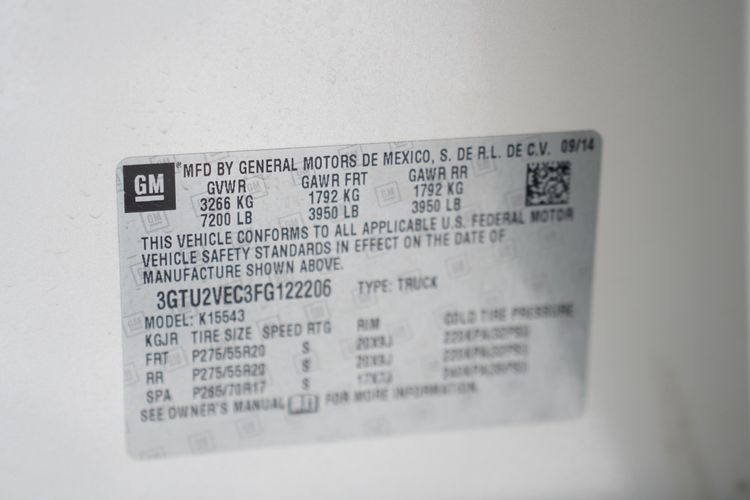 GM
MFD BY GENERAL MOTORS DE MEXICO, S. DE R.L. DE C.V. 09/14
GVWR GAWR FRT GAWR RR
3266 KG 1792 KG 1792 KG
7200 LB 3950 LB 3950 LB
THIS VEHICLE CONFORMS TO ALL APPLICABLE U.S. FEDERAL MOTOR
VEHICLE SAFETY STANDARDS IN EFFECT ON THE DATE OF
MANUFACTURE SHOWN ABOVE.
3GTU2VEC3FG122206 TYPE: TRUCK
MODEL: K15543
KGJR TIRE SIZE SPEED RTG RIM COLD TIRE PRESSURE
FRT P275/55R20 S 20X9J
RR P275/55R20 S 20X9J
SPA P265/70R17 S
SEE OWNER'S MANUAL FOR MORE INFORMATION.